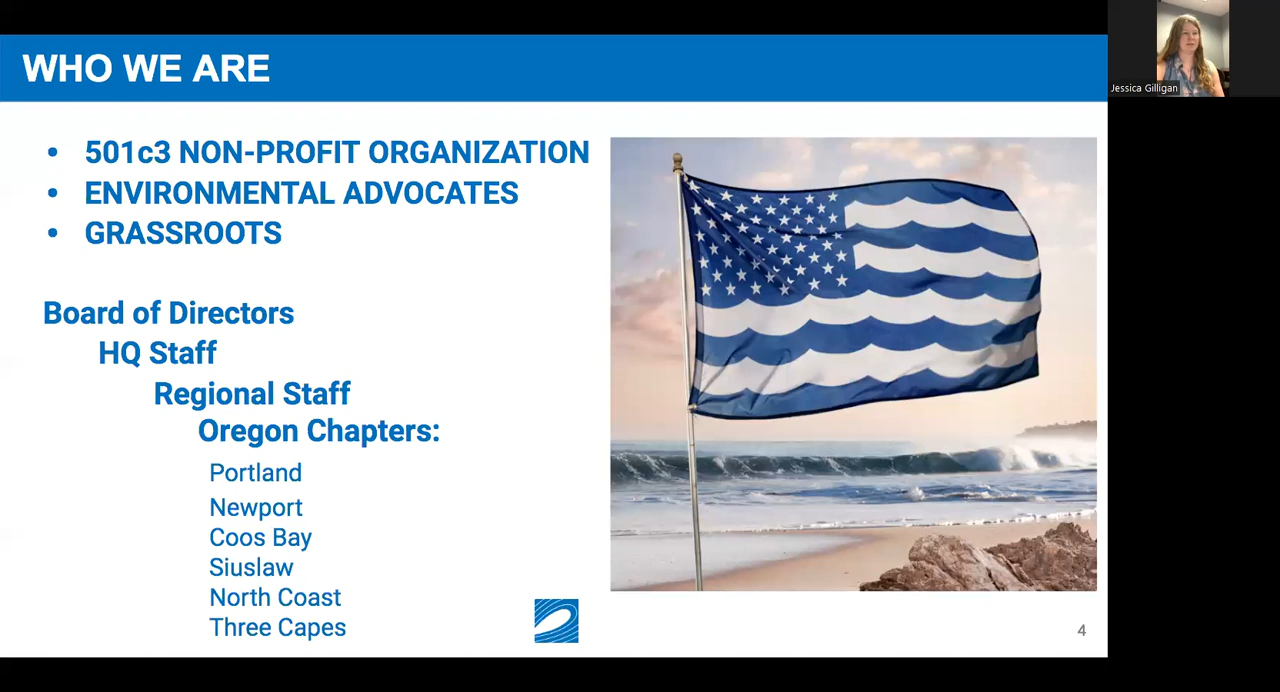 WHO WE ARE
• 501c3 NON-PROFIT ORGANIZATION
• ENVIRONMENTAL ADVOCATES
• GRASSROOTS
Board of Directors
HQ Staff
Regional Staff
Oregon Chapters:
Portland
Newport
Coos Bay
Siuslaw
North Coast
Three Capes
4
Jessica Gilligan